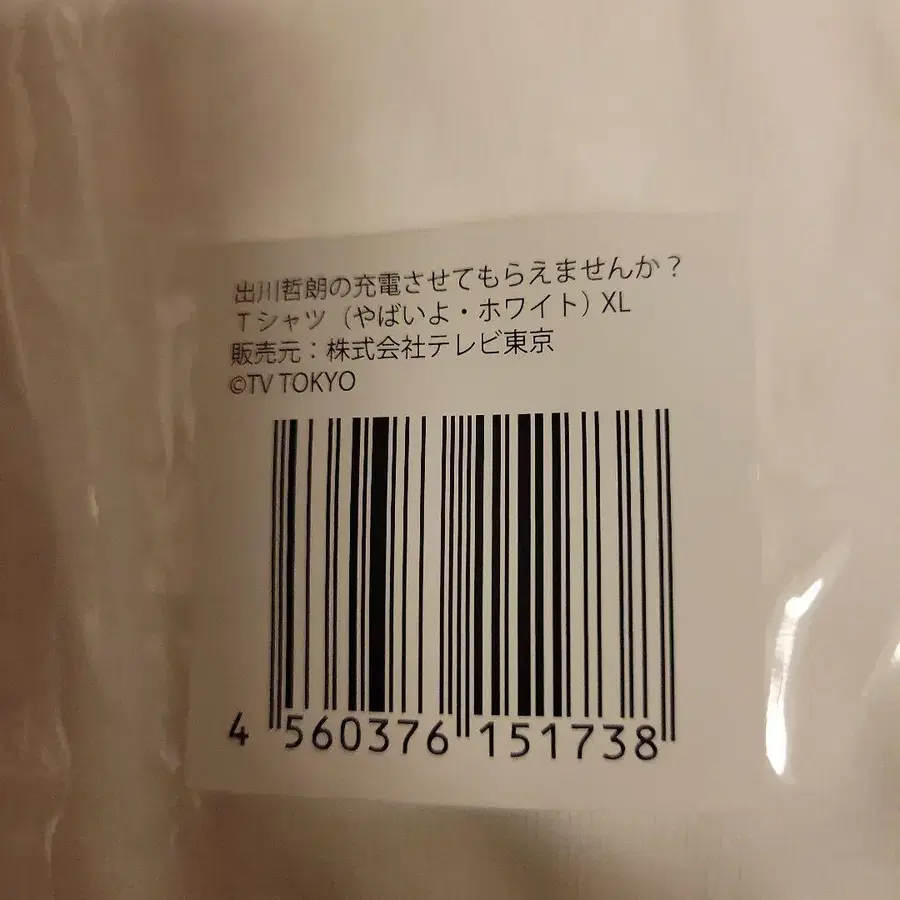 出川哲朗の充電させてもらえませんか？
Tシャツ（やばいよ・ホワイト）XL
販売元：株式会社テレビ東京
©TV TOKYO
4 560376 151738